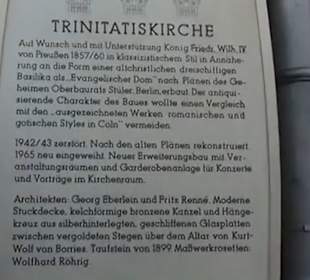 TRINITATISKIRCHE
Auf Wunsch und mit Unterstützung König Friedr. Wilh. IV
von Preußen 1857/60 in klassizistischem Stil in Annähe-
rung an die Form einer altchristlichen dreischiffigen
Basilika als „Evangelischer Dom" nach Plänen des Ge-
heimen Oberbaurats Stüler, Berlin, erbaut. Der antiqui-
sierende Charakter des Baues wollte einen Vergleich
mit den „ausgezeichneten Werken romanischen und
gotischen Styles in Cöln" vermeiden.
1942/43 zerstört. Nach den alten Plänen rekonstruiert.
1965 neu eingeweiht. Neuer Erweiterungsbau mit Ver-
anstaltungsräumen und Garderobenanlage für Konzerte
und Vorträge im Kirchenraum.
Architekten: Georg Eberlein und Fritz Renné. Moderne
Stuckdecke, kelchförmige bronzene Kanzel und Hänge-
kreuz aus silberhinterlegten, geschliffenen Glasplatten
zwischen vergoldeten Stegen über dem Altar von Kurt-
Wolf von Borries. Taufstein von 1899. Maßwerkrosetten:
Wolfhard Röhrig.